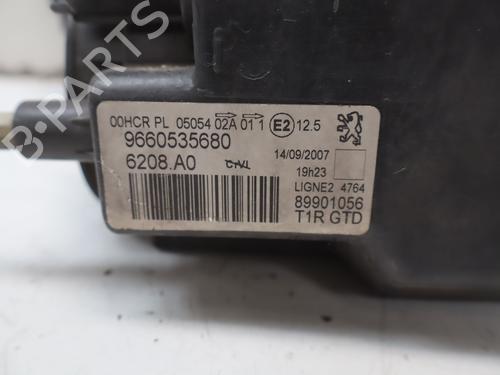 00HCR PL 05054 02A 01 1 E2 12.5
9660535680 14/09/2007
6208.A0 19h23
LIGNE2 4764
89901056
T1R GTD